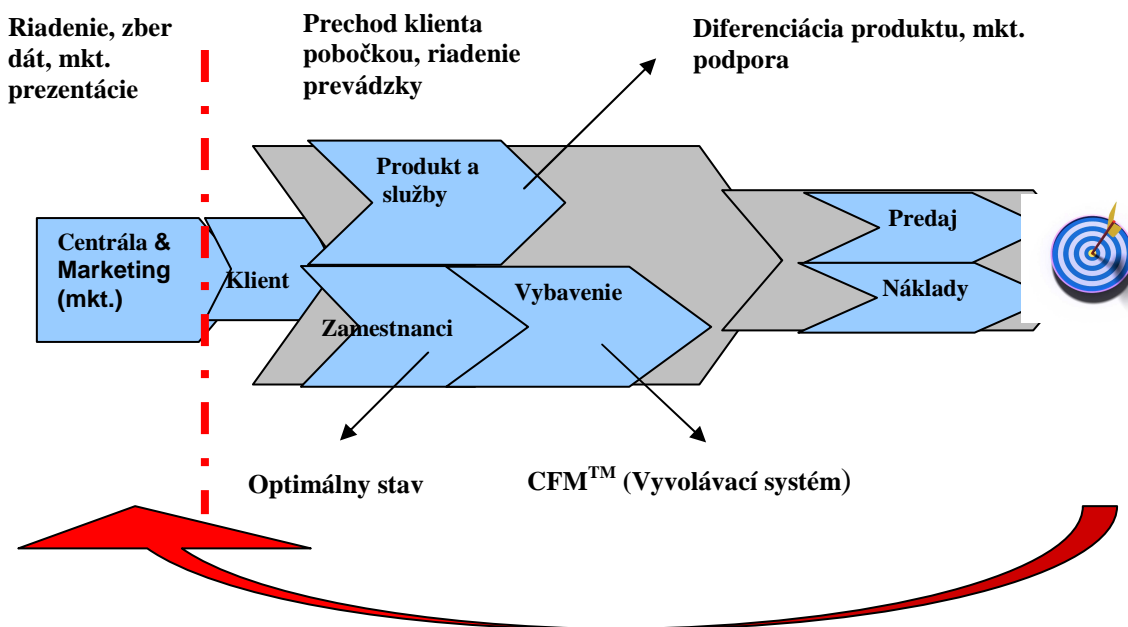 Riadenie, zber
dát, mkt.
prezentácie
Prechod klienta
pobočkou, riadenie
prevádzky
Diferenciácia produktu, mkt.
podpora
Produkt a
služby
Centrála &
Marketing
(mkt.)
Klient
Zamestnanci
Vybavenie
Predaj
Náklady
Optimálny stav
CFM™ (Vyvolávací systém)